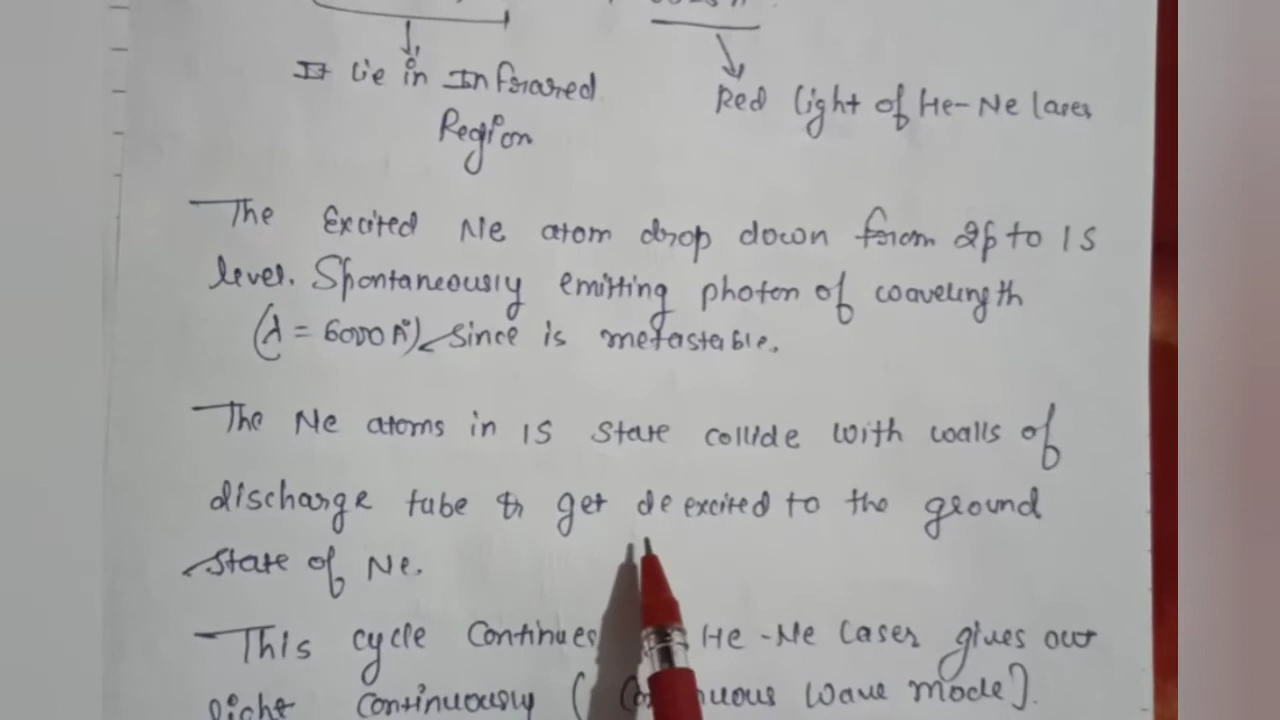 It lie in Infrared
Region
Red light of He-Ne laser
The Excited Ne atom drop down from 2p to 1S
level. Spontaneously emitting photon of wavelength
(λ = 6000 A°) since is metastable.
The Ne atoms in 1S state collide with walls of
discharge tube & get de excited to the ground
state of Ne.
This cycle Continues He-Ne laser gives out
light continuously ( wave mode).